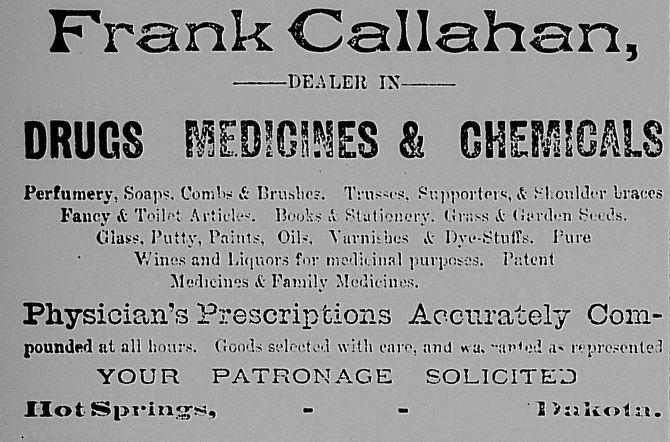 Frank Callahan,
DEALER IN
DRUGS MEDICINES & CHEMICALS
Perfumery, Soaps, Combs & Brushes. Trusses, Supporters, & Shoulder braces
Fancy & Toilet Articles. Books & Stationery. Grass & Garden Seeds.
Glass, Putty, Paints, Oils, Varnishes & Dye-Stuffs. Pure
Wines and Liquors for medicinal purposes. Patent
Medicines & Family Medicines.
Physician's Prescriptions Accurately Com-
pounded at all hours. Goods selected with care, and warranted as represented
YOUR PATRONAGE SOLICITED
Hot Springs, - - Dakota.